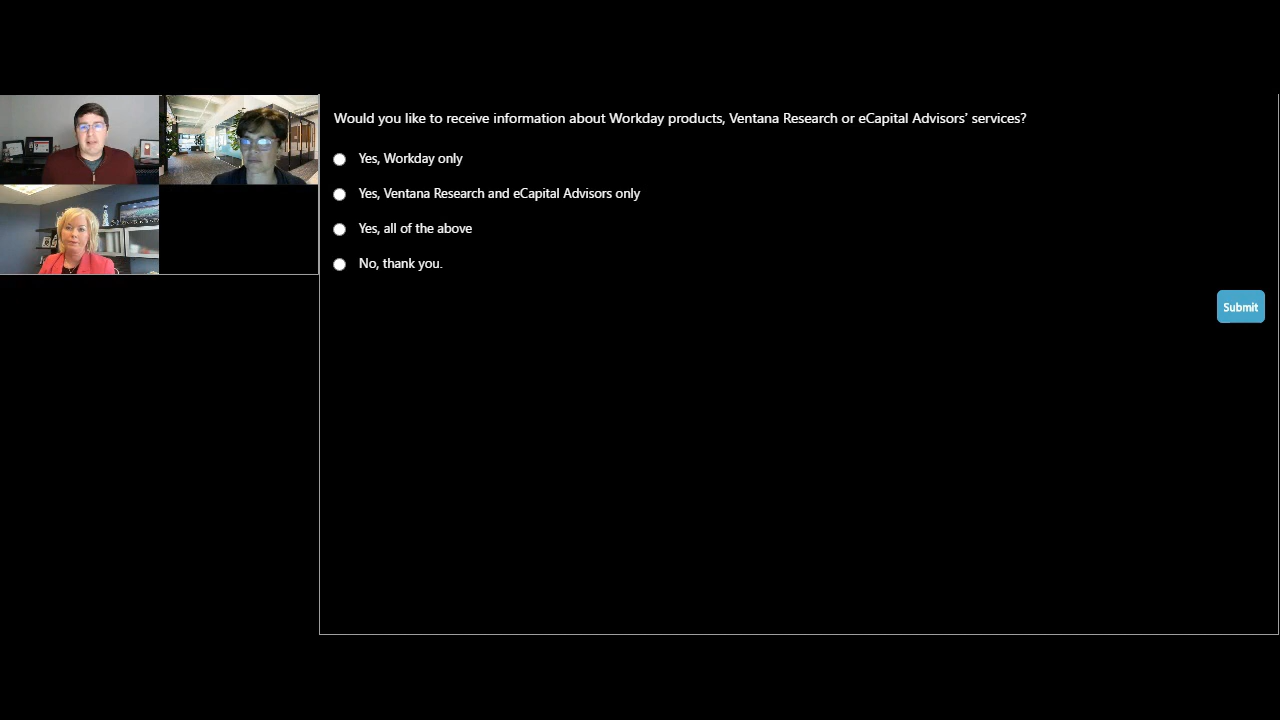 Would you like to receive information about Workday products, Ventana Research or eCapital Advisors' services?
Yes, Workday only
Yes, Ventana Research and eCapital Advisors only
Yes, all of the above
No, thank you.
Submit